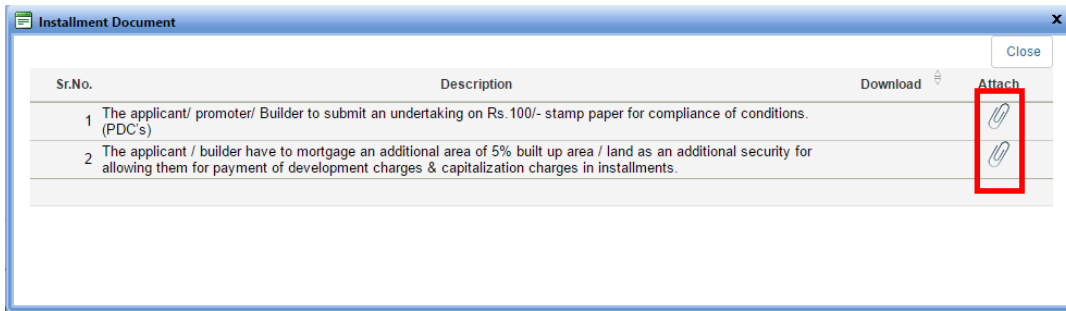 Installment Document x
Close
Sr.No. Description Download Attach
1 The applicant/ promoter/ Builder to submit an undertaking on Rs.100/- stamp paper for compliance of conditions.
(PDC's)
2 The applicant / builder have to mortgage an additional area of 5% built up area / land as an additional security for
allowing them for payment of development charges & capitalization charges in installments.